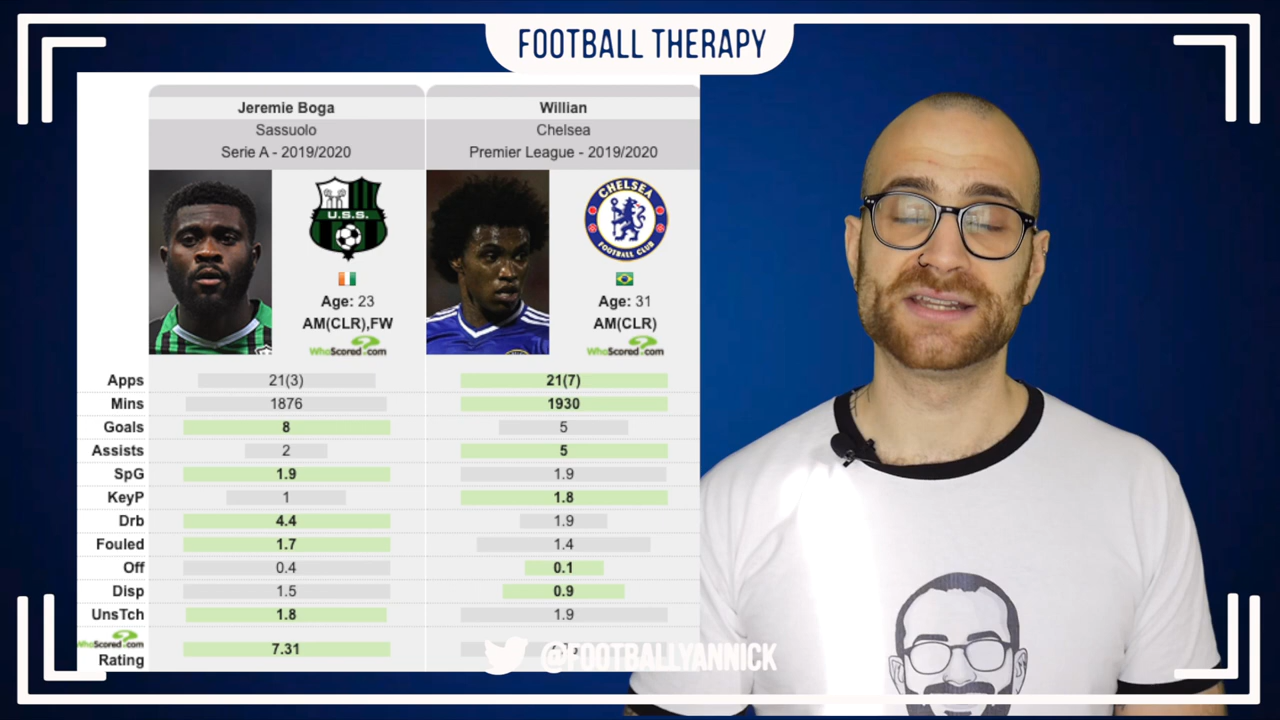 FOOTBALL THERAPY
Jeremie Boga Willian
Sassuolo Chelsea
Serie A - 2019/2020 Premier League - 2019/2020
U.S.S.
CHELSEA
FOOTBALL CLUB
Age: 23 Age: 31
AM(CLR),FW AM(CLR)
WhoScored.com WhoScored.com
Apps 21(3) 21(7)
Mins 1876 1930
Goals 8 5
Assists 2 5
SpG 1.9 1.9
KeyP 1 1.8
Drb 4.4 1.9
Fouled 1.7 1.4
Off 0.4 0.1
Disp 1.5 0.9
UnsTch 1.8 1.9
WhoScored.com
Rating 7.31
@FOOTBALLYANNICK